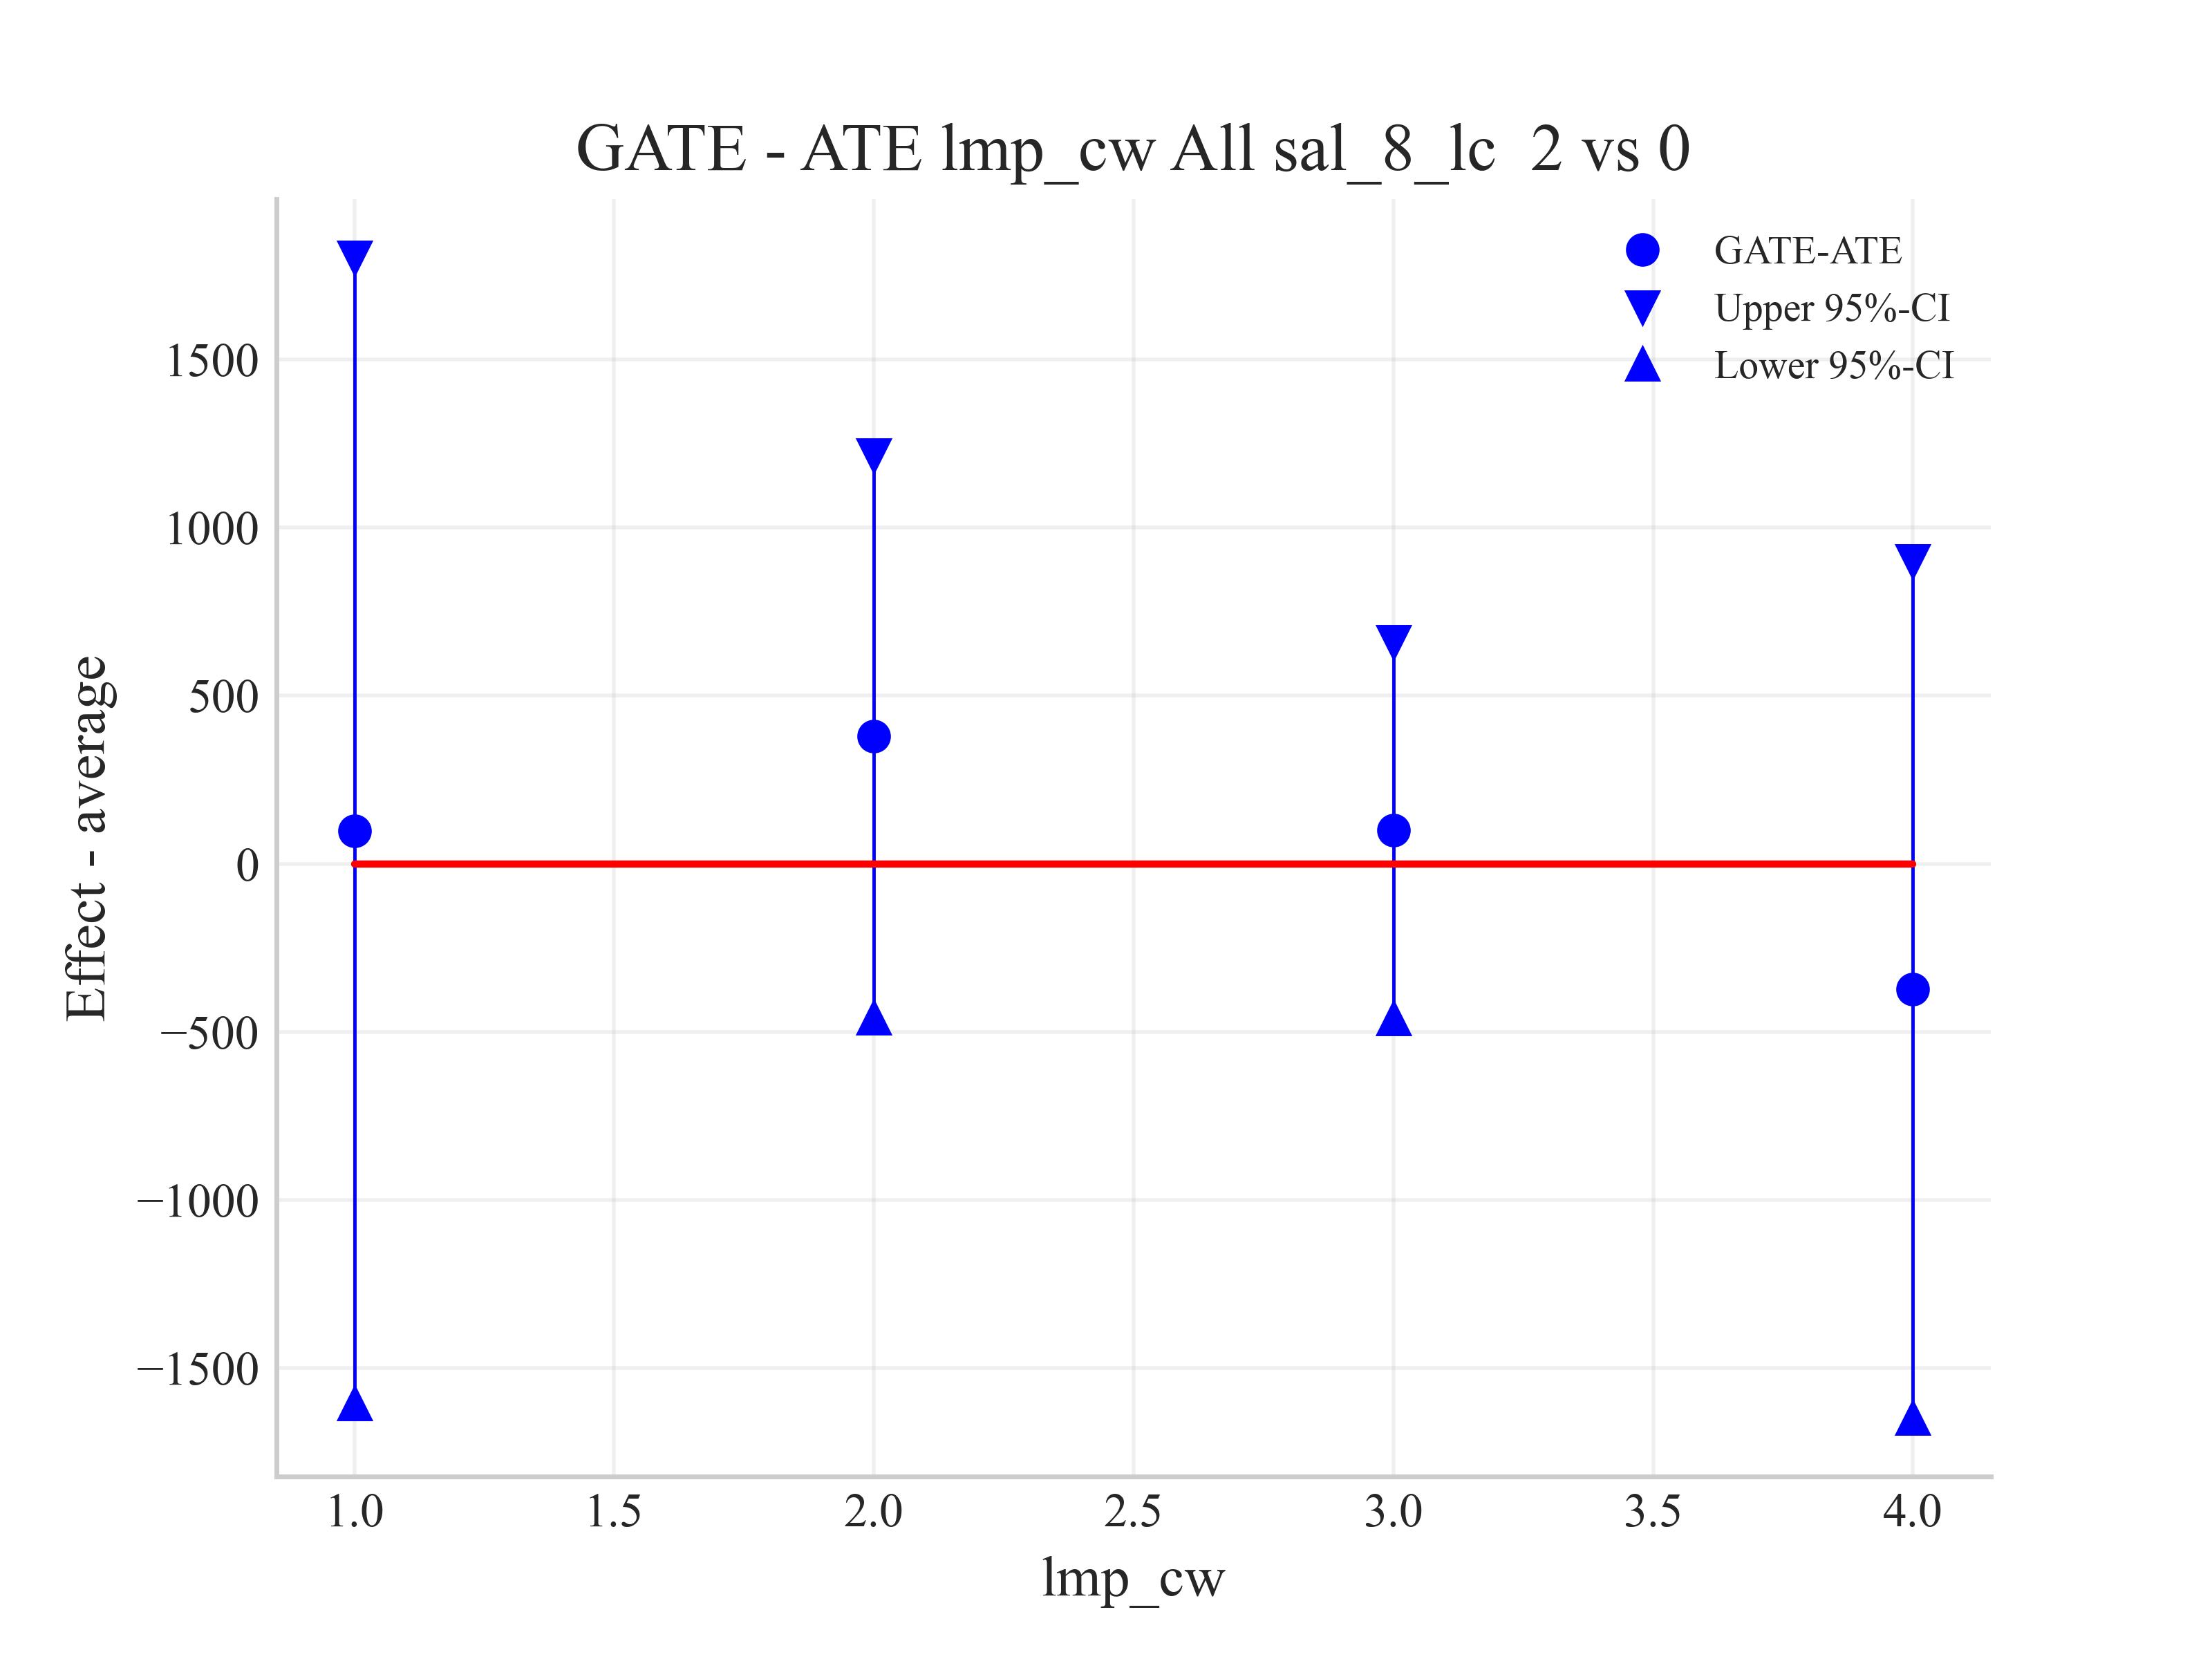 GATE - ATE lmp_cw All sal_8_lc  2 vs 0
GATE-ATE
Upper 95%-CI
Lower 95%-CI
Effect - average
1500
1000
500
0
−500
−1000
−1500
1.0 1.5 2.0 2.5 3.0 3.5 4.0
lmp_cw